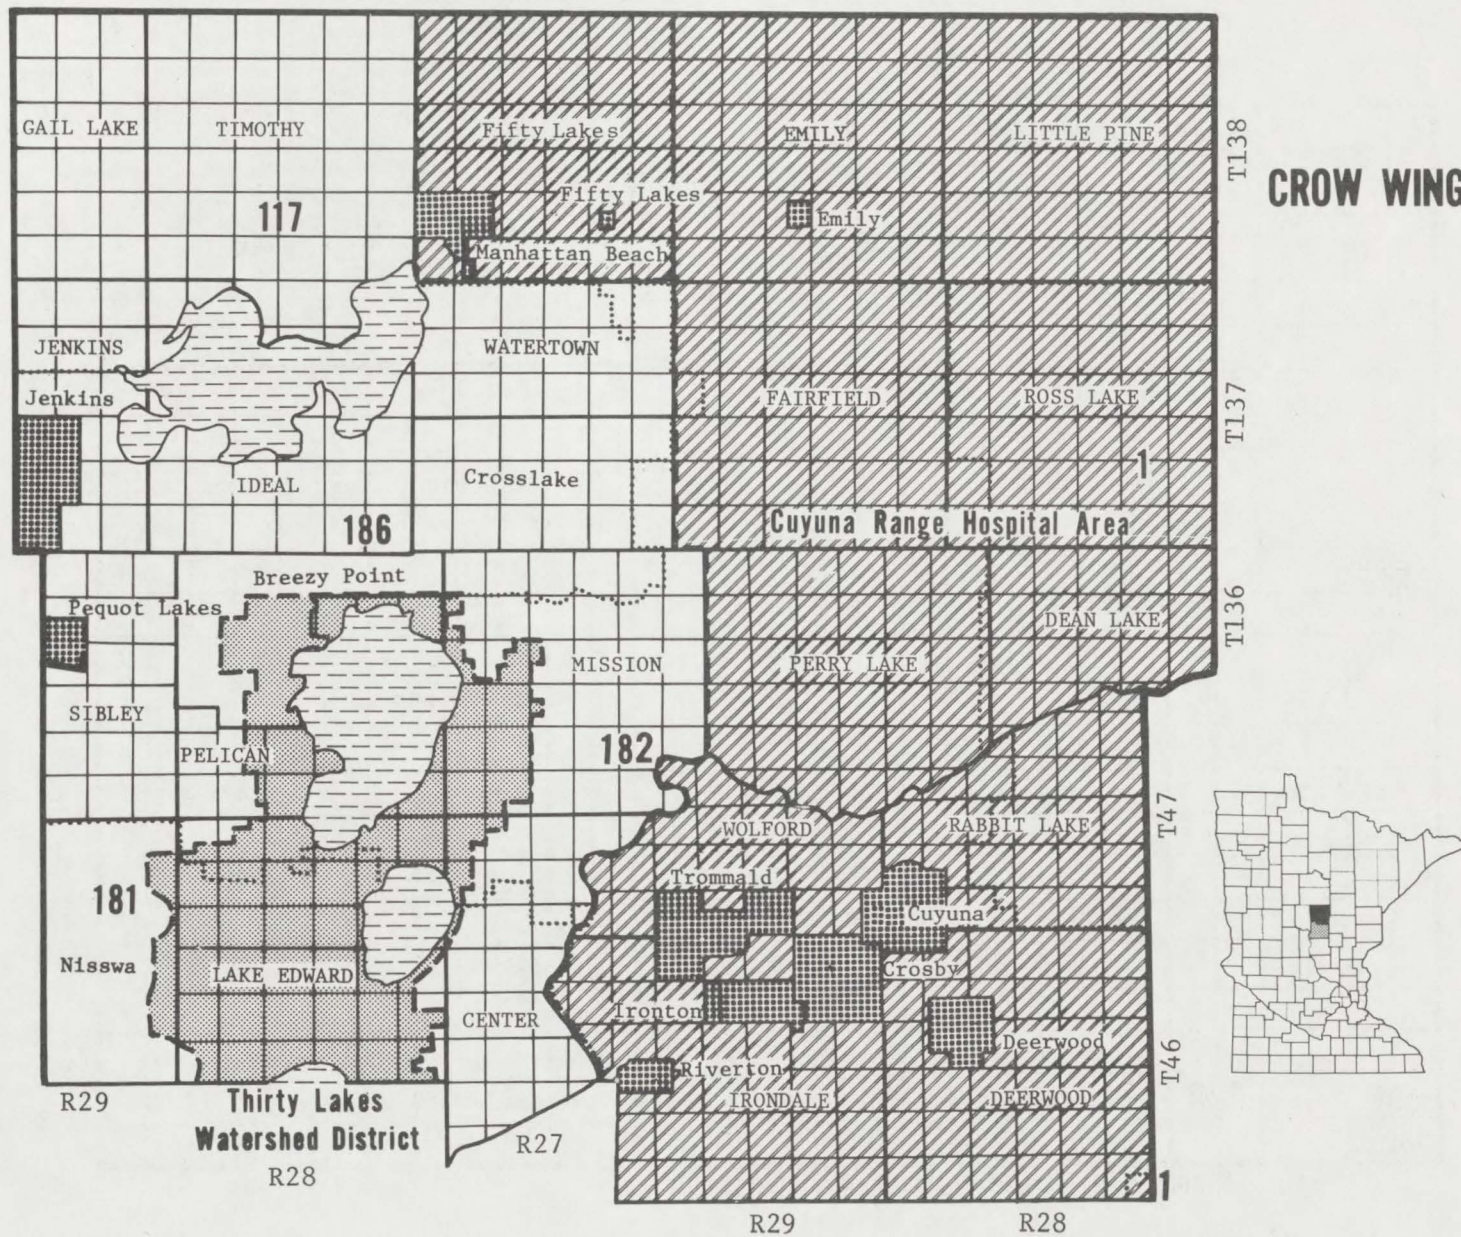 GAIL LAKE
TIMOTHY
Fifty Lakes
EMILY
LITTLE PINE
T138
CROW WING
117
Fifty Lakes
Emily
Manhattan Beach
JENKINS
WATERTOWN
Jenkins
FAIRFIELD
ROSS LAKE
T137
1
IDEAL
Crosslake
186
Cuyuna Range Hospital Area
Breezy Point
Pequot Lakes
DEAN LAKE
T136
MISSION
PERRY LAKE
SIBLEY
PELICAN
182
WOLFORD
RABBIT LAKE
T47
Trommald
181
Cuyuna
Nisswa
LAKE EDWARD
Crosby
Ironton
CENTER
Deerwood
T46
Riverton
IRONDALE
DEERWOOD
R29
Thirty Lakes
Watershed District
R27
R28
1
R29
R28